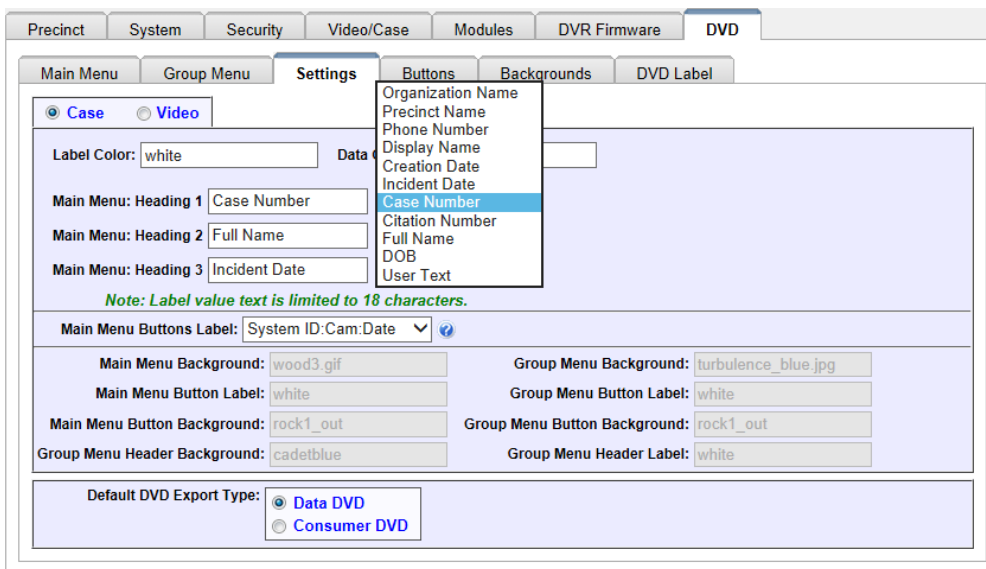 Precinct System Security Video/Case Modules DVR Firmware DVD
Main Menu Group Menu Settings Buttons Backgrounds DVD Label
Case Video
Label Color: white Data
Main Menu: Heading 1 Case Number
Main Menu: Heading 2 Full Name
Main Menu: Heading 3 Incident Date
Organization Name
Precinct Name
Phone Number
Display Name
Creation Date
Incident Date
Case Number
Citation Number
Full Name
DOB
User Text
Note: Label value text is limited to 18 characters.
Main Menu Buttons Label: System ID:Cam:Date ?
Main Menu Background: wood3.gif Group Menu Background: turbulence_blue.jpg
Main Menu Button Label: white Group Menu Button Label: white
Main Menu Button Background: rock1_out Group Menu Button Background: rock1_out
Group Menu Header Background: cadetblue Group Menu Header Label: white
Default DVD Export Type: Data DVD
Consumer DVD